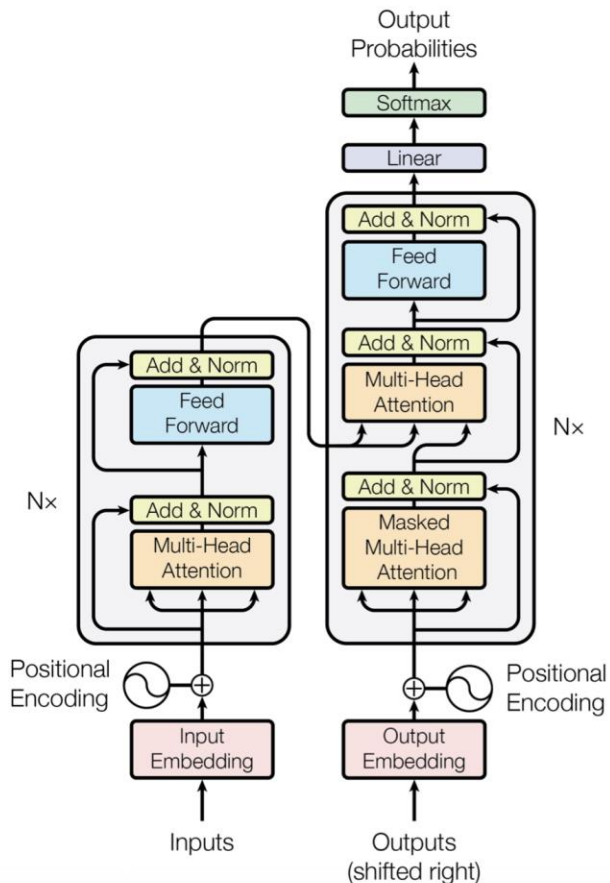 Output
Probabilities
Softmax
Linear
Add & Norm
Feed
Forward
Add & Norm
Multi-Head
Attention
Add & Norm
Masked
Multi-Head
Attention
N×
Add & Norm
Feed
Forward
Add & Norm
Multi-Head
Attention
N×
Positional
Encoding
Positional
Encoding
Input
Embedding
Output
Embedding
Inputs
Outputs
(shifted right)